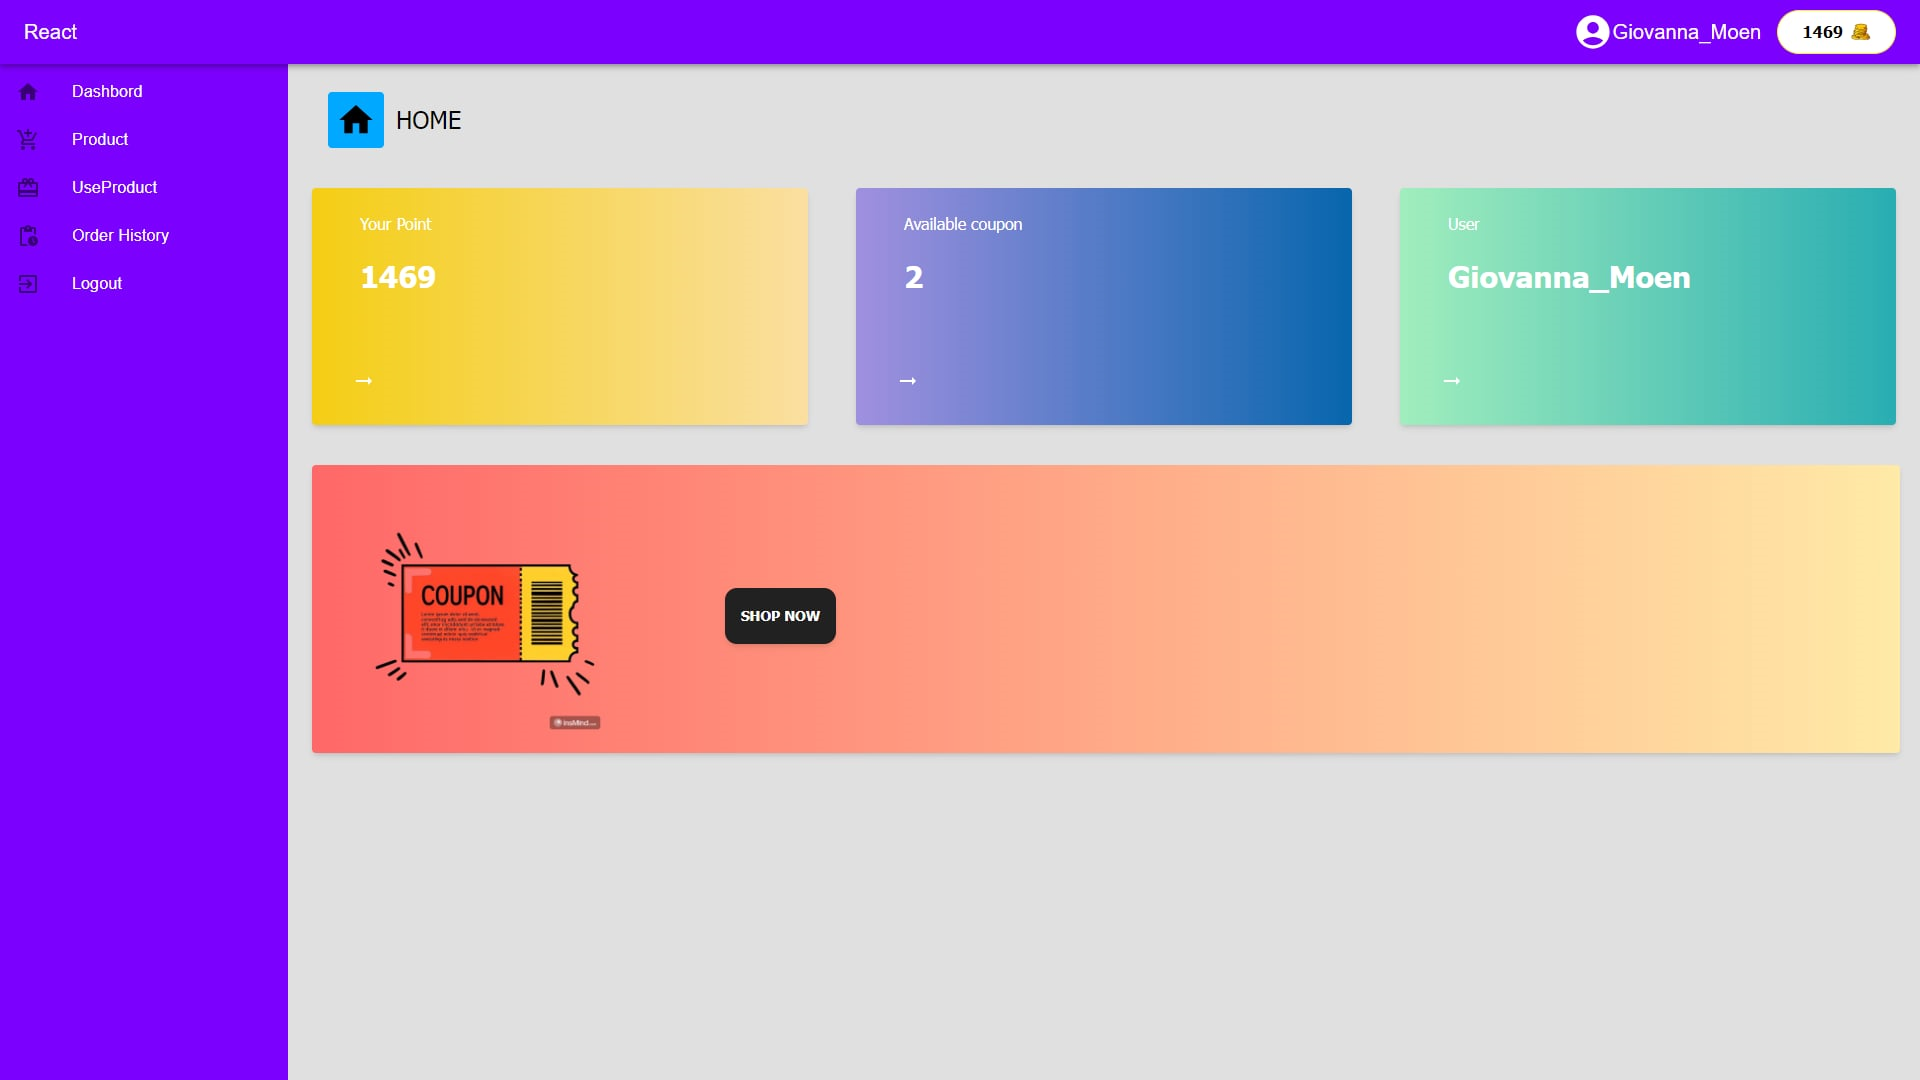 React
Giovanna_Moen
1469
Dashbord
Product
UseProduct
Order History
Logout
HOME
Your Point
1469
Available coupon
2
User
Giovanna_Moen
COUPON
SHOP NOW
insMind